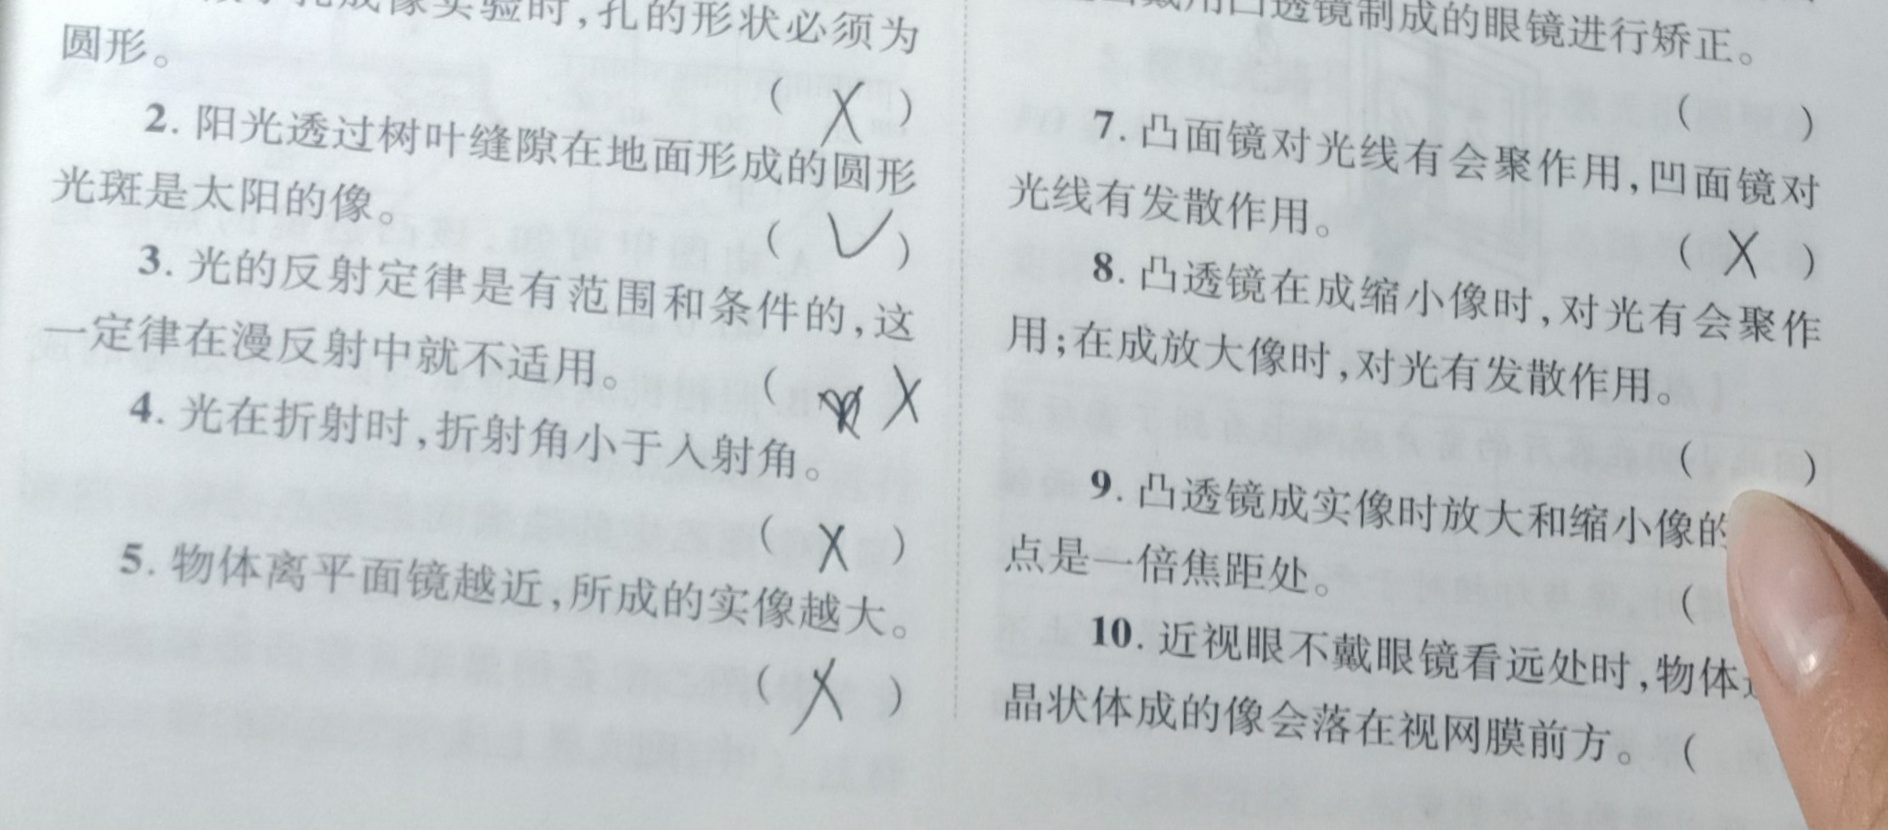 孔成像实验时,孔的形状必须为
圆形。
( X )
2. 阳光透过树叶缝隙在地面形成的圆形
光斑是太阳的像。
( ✓ )
3. 光的反射定律是有范围和条件的,这
一定律在漫反射中就不适用。
( X
4. 光在折射时,折射角小于入射角。
( X )
5. 物体离平面镜越近,所成的实像越大。
( X )
用凸透镜制成的眼镜进行矫正。
( )
7. 凸面镜对光线有会聚作用,凹面镜对
光线有发散作用。
( X )
8. 凸透镜在成缩小像时,对光有会聚作
用;在成放大像时,对光有发散作用。
( )
9. 凸透镜成实像时放大和缩小像的
点是一倍焦距处。
(
10. 近视眼不戴眼镜看远处时,物体
晶状体成的像会落在视网膜前方。 (